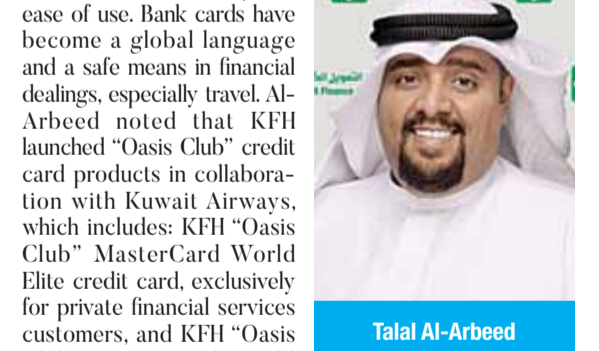 ease of use. Bank cards have
become a global language
and a safe means in financial
dealings, especially travel. Al-
Arbeed noted that KFH
launched “Oasis Club” credit
card products in collabora-
tion with Kuwait Airways,
which includes: KFH “Oasis
Club” MasterCard World
Elite credit card, exclusively
for private financial services
customers, and KFH “Oasis
التمويل
Finance
Talal Al-Arbeed